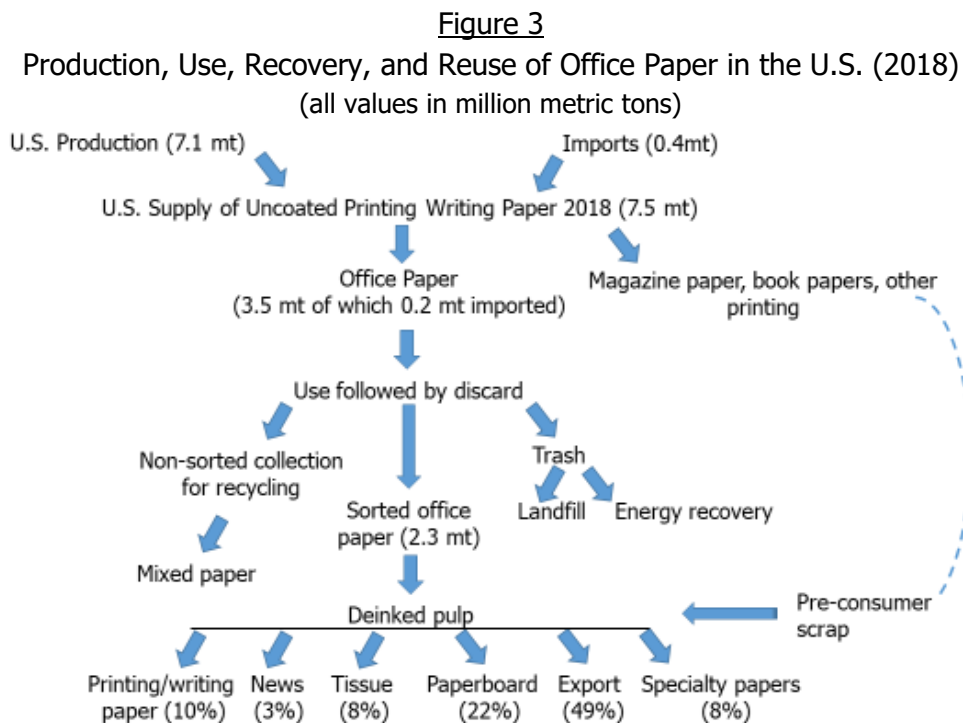 Figure 3
Production, Use, Recovery, and Reuse of Office Paper in the U.S. (2018)
(all values in million metric tons)
U.S. Production (7.1 mt)
Imports (0.4mt)
U.S. Supply of Uncoated Printing Writing Paper 2018 (7.5 mt)
Office Paper
(3.5 mt of which 0.2 mt imported)
Magazine paper, book papers, other
printing
Use followed by discard
Non-sorted collection
for recycling
Trash
Sorted office
paper (2.3 mt)
Landfill
Energy recovery
Mixed paper
Deinked pulp
Pre-consumer
scrap
Printing/writing
paper (10%)
News
(3%)
Tissue
(8%)
Paperboard
(22%)
Export
(49%)
Specialty papers
(8%)